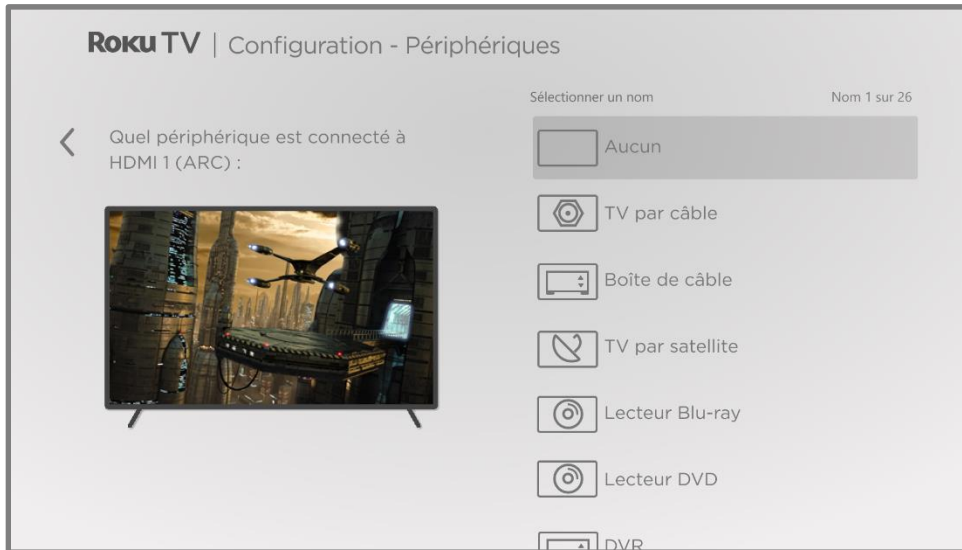 Roku TV | Configuration - Périphériques
Sélectionner un nom Nom 1 sur 26
Quel périphérique est connecté à
HDMI 1 (ARC) :
Aucun
TV par câble
Boîte de câble
TV par satellite
Lecteur Blu-ray
Lecteur DVD
DVR